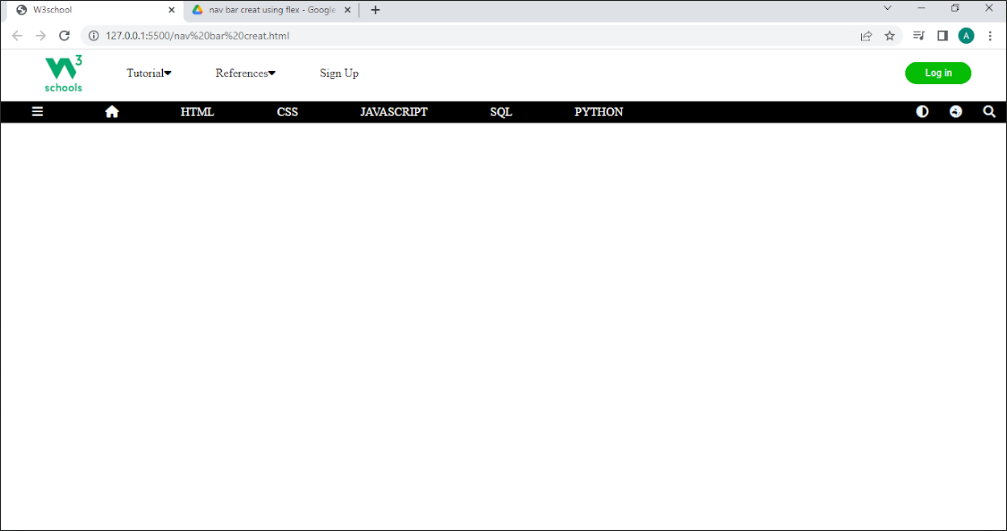 W3school
nav bar creat using flex - Google
127.0.0.1:5500/nav%20bar%20creat.html
A
3
schools
Tutorial
References
Sign Up
Log in
HTML CSS JAVASCRIPT SQL PYTHON